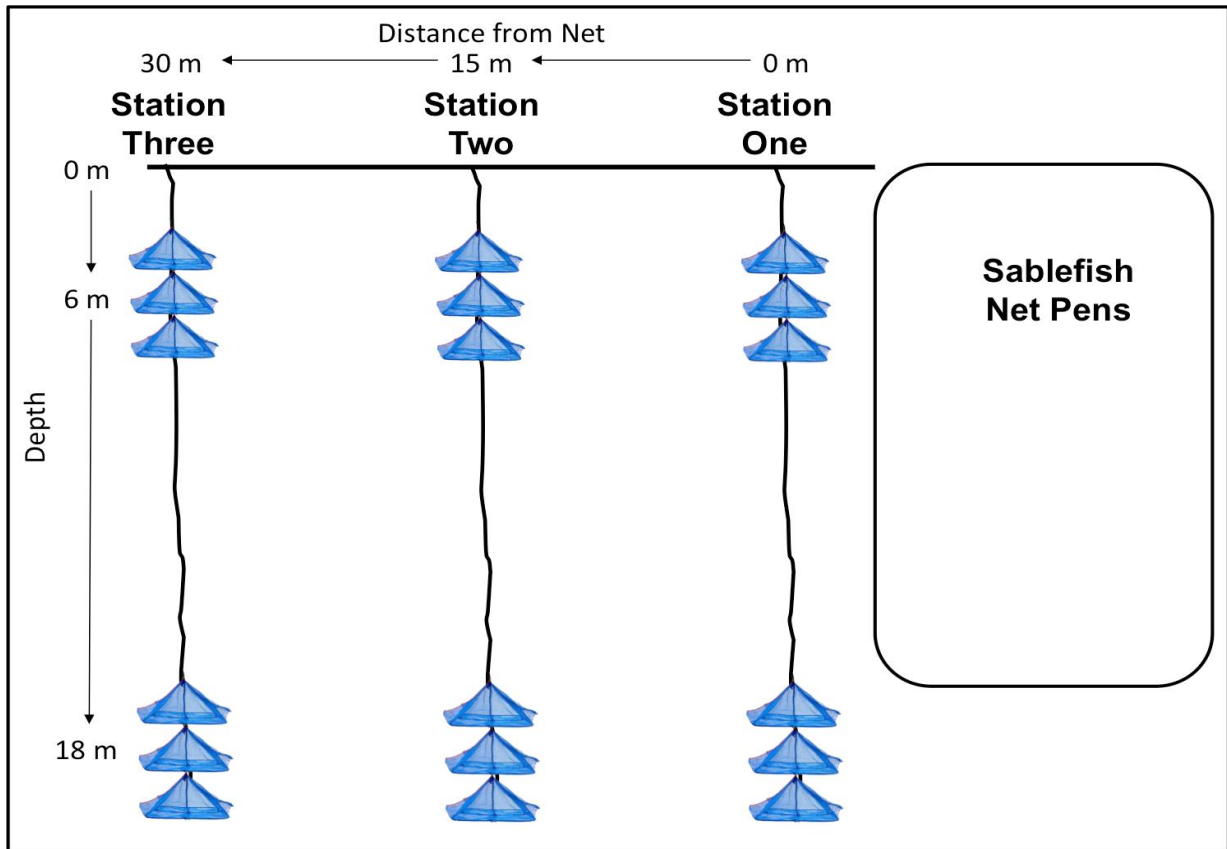 Distance from Net
30 m 15 m 0 m
Station Three
Station Two
Station One
0 m
6 m
Depth
18 m
Sablefish
Net Pens